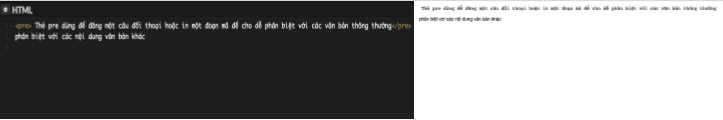 HTML
<pre> Thẻ pre dùng để đăng một câu đối thoại hoặc in một đoạn mã để cho dễ phân biệt với các văn bản thông thường</pre>
phân biệt với các nội dung văn bản khác
Thẻ pre dùng để đăng một câu đối thoại hoặc in một đoạn mã để cho dễ phân biệt với các văn bản thông thường
phân biệt với các nội dung văn bản khác